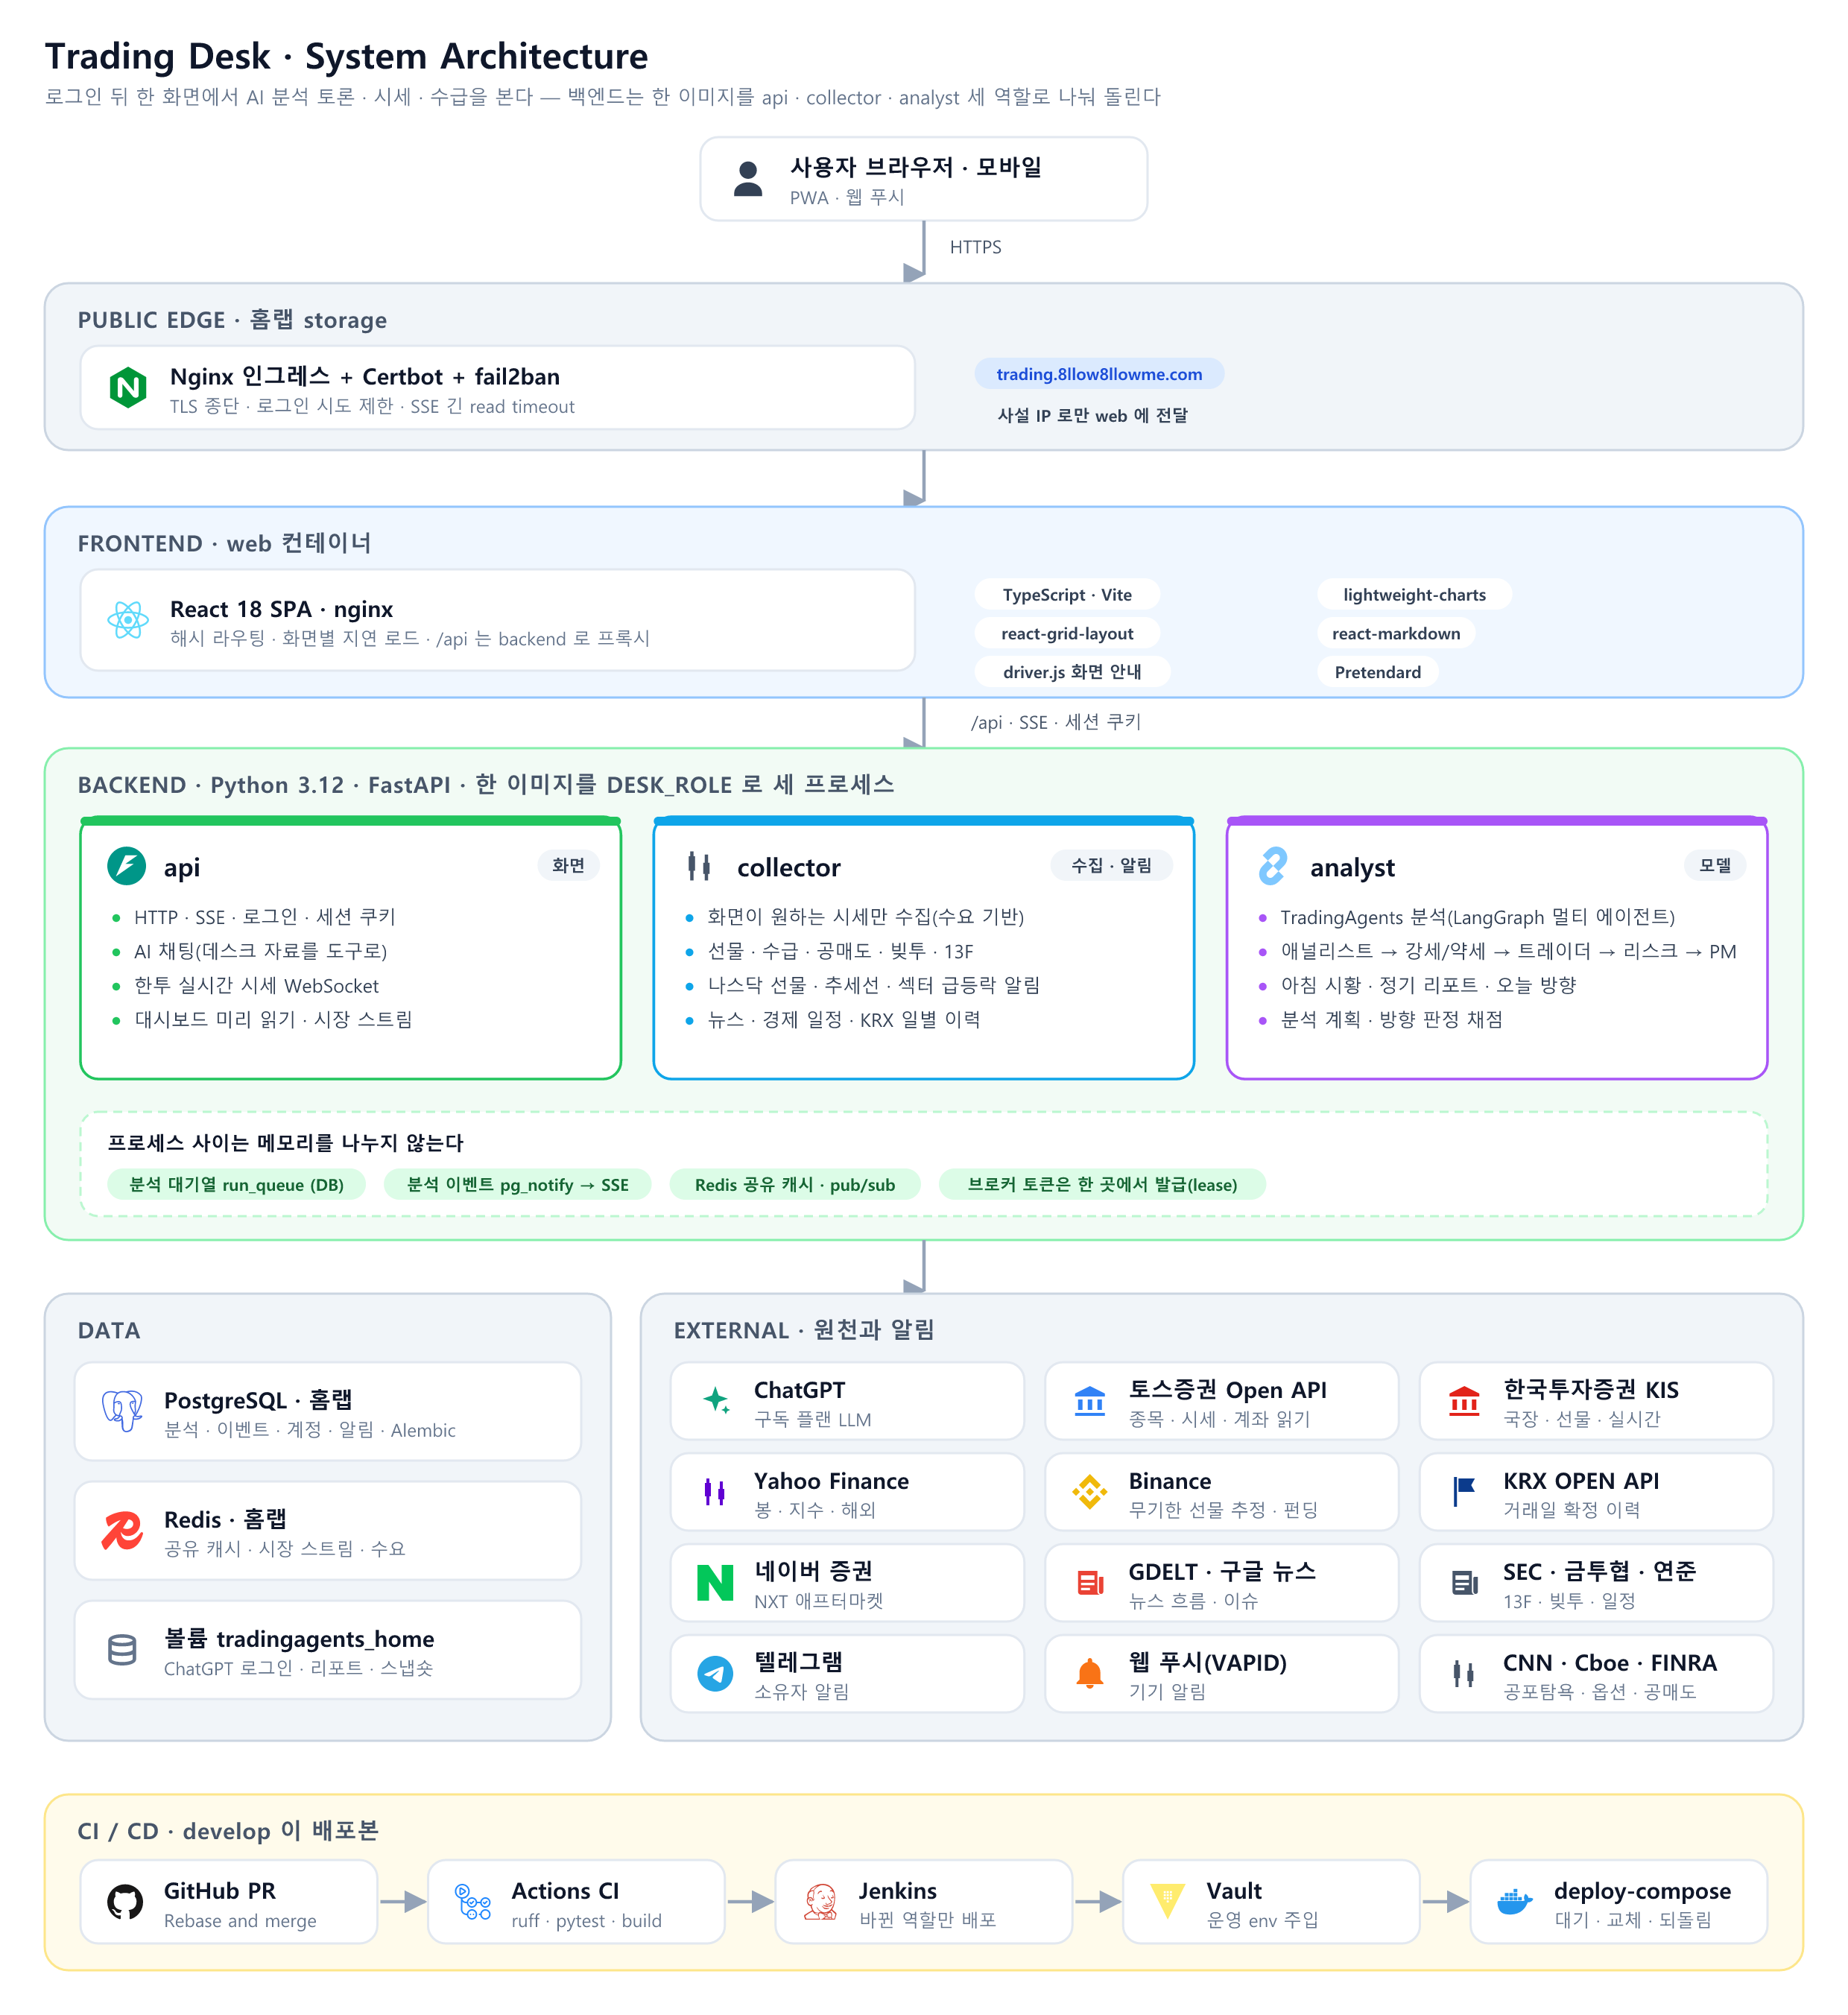 Trading Desk · System Architecture
로그인 뒤 한 화면에서 AI 분석 토론 · 시세 · 수급을 본다 — 백엔드는 한 이미지를 api · collector · analyst 세 역할로 나눠 돌린다
사용자 브라우저 · 모바일
PWA · 웹 푸시
HTTPS
PUBLIC EDGE · 홈랩 storage
Nginx 인그레스 + Certbot + fail2ban
TLS 종단 · 로그인 시도 제한 · SSE 긴 read timeout
trading.8llow8llowme.com
사설 IP 로만 web 에 전달
FRONTEND · web 컨테이너
React 18 SPA · nginx
해시 라우팅 · 화면별 지연 로드 · /api 는 backend 로 프록시
TypeScript · Vite
lightweight-charts
react-grid-layout
react-markdown
driver.js 화면 안내
Pretendard
/api · SSE · 세션 쿠키
BACKEND · Python 3.12 · FastAPI · 한 이미지를 DESK_ROLE 로 세 프로세스
api
화면
HTTP · SSE · 로그인 · 세션 쿠키
AI 채팅(데스크 자료를 도구로)
한투 실시간 시세 WebSocket
대시보드 미리 읽기 · 시장 스트림
collector
수집 · 알림
화면이 원하는 시세만 수집(수요 기반)
선물 · 수급 · 공매도 · 빚투 · 13F
나스닥 선물 · 추세선 · 섹터 급등락 알림
뉴스 · 경제 일정 · KRX 일별 이력
analyst
모델
TradingAgents 분석(LangGraph 멀티 에이전트)
애널리스트 → 강세/약세 → 트레이더 → 리스크 → PM
아침 시황 · 정기 리포트 · 오늘 방향
분석 계획 · 방향 판정 채점
프로세스 사이는 메모리를 나누지 않는다
분석 대기열 run_queue (DB)
분석 이벤트 pg_notify → SSE
Redis 공유 캐시 · pub/sub
브로커 토큰은 한 곳에서 발급(lease)
DATA
PostgreSQL · 홈랩
분석 · 이벤트 · 계정 · 알림 · Alembic
Redis · 홈랩
공유 캐시 · 시장 스트림 · 수요
볼륨 tradingagents_home
ChatGPT 로그인 · 리포트 · 스냅숏
EXTERNAL · 원천과 알림
ChatGPT
구독 플랜 LLM
토스증권 Open API
종목 · 시세 · 계좌 읽기
한국투자증권 KIS
국장 · 선물 · 실시간
Yahoo Finance
봉 · 지수 · 해외
Binance
무기한 선물 추정 · 펀딩
KRX OPEN API
거래일 확정 이력
네이버 증권
NXT 애프터마켓
GDELT · 구글 뉴스
뉴스 흐름 · 이슈
SEC · 금투협 · 연준
13F · 빚투 · 일정
텔레그램
소유자 알림
웹 푸시(VAPID)
기기 알림
CNN · Cboe · FINRA
공포탐욕 · 옵션 · 공매도
CI / CD · develop 이 배포본
GitHub PR
Rebase and merge
Actions CI
ruff · pytest · build
Jenkins
바뀐 역할만 배포
Vault
운영 env 주입
deploy-compose
대기 · 교체 · 되돌림